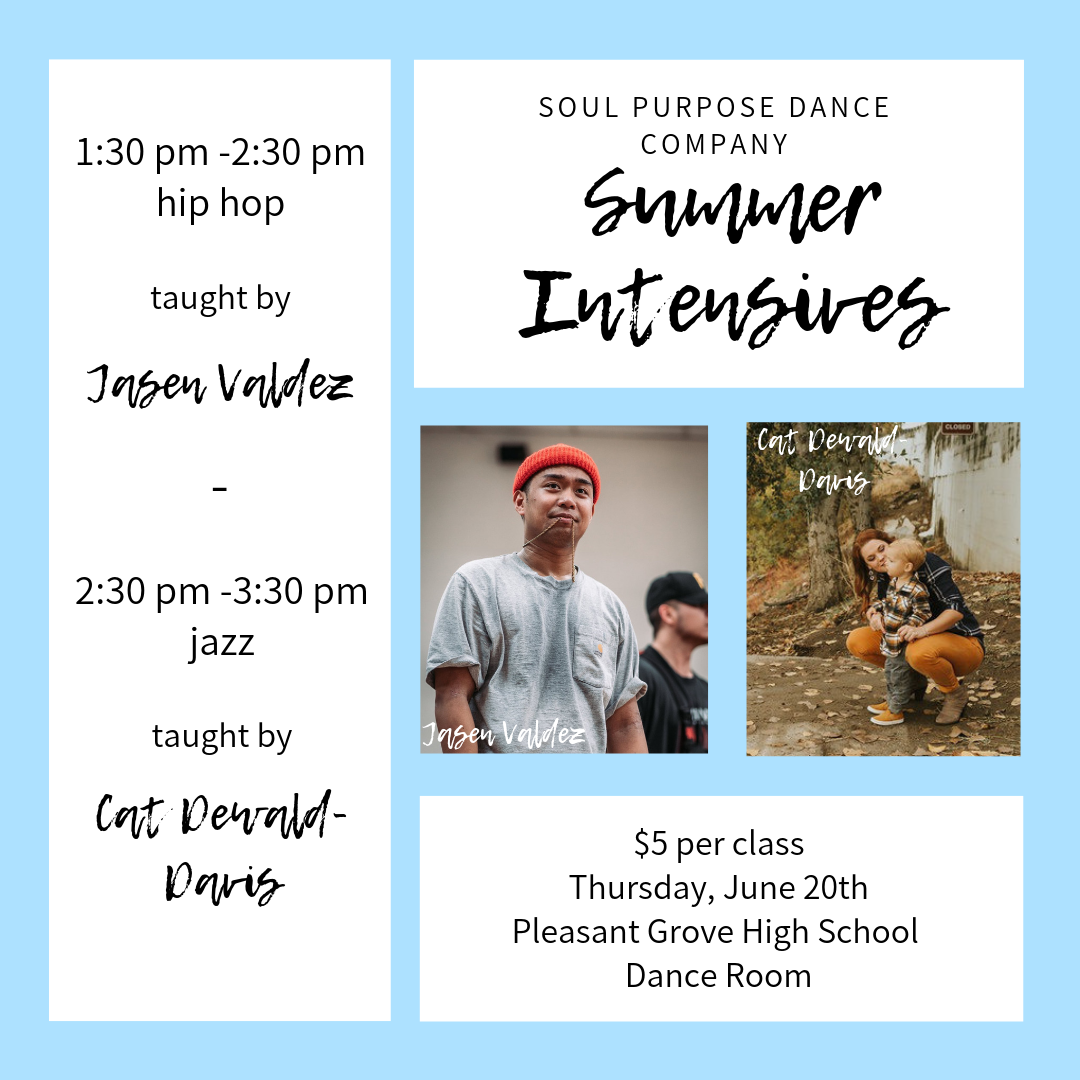 1:30 pm -2:30 pm
hip hop
taught by
Jasen Valdez
-
2:30 pm -3:30 pm
jazz
taught by
Cat Dewald-
Davis
SOUL PURPOSE DANCE
COMPANY
Summer
Intensives
Jasen Valdez
CLOSED
Cat Dewald-
Davis
$5 per class
Thursday, June 20th
Pleasant Grove High School
Dance Room